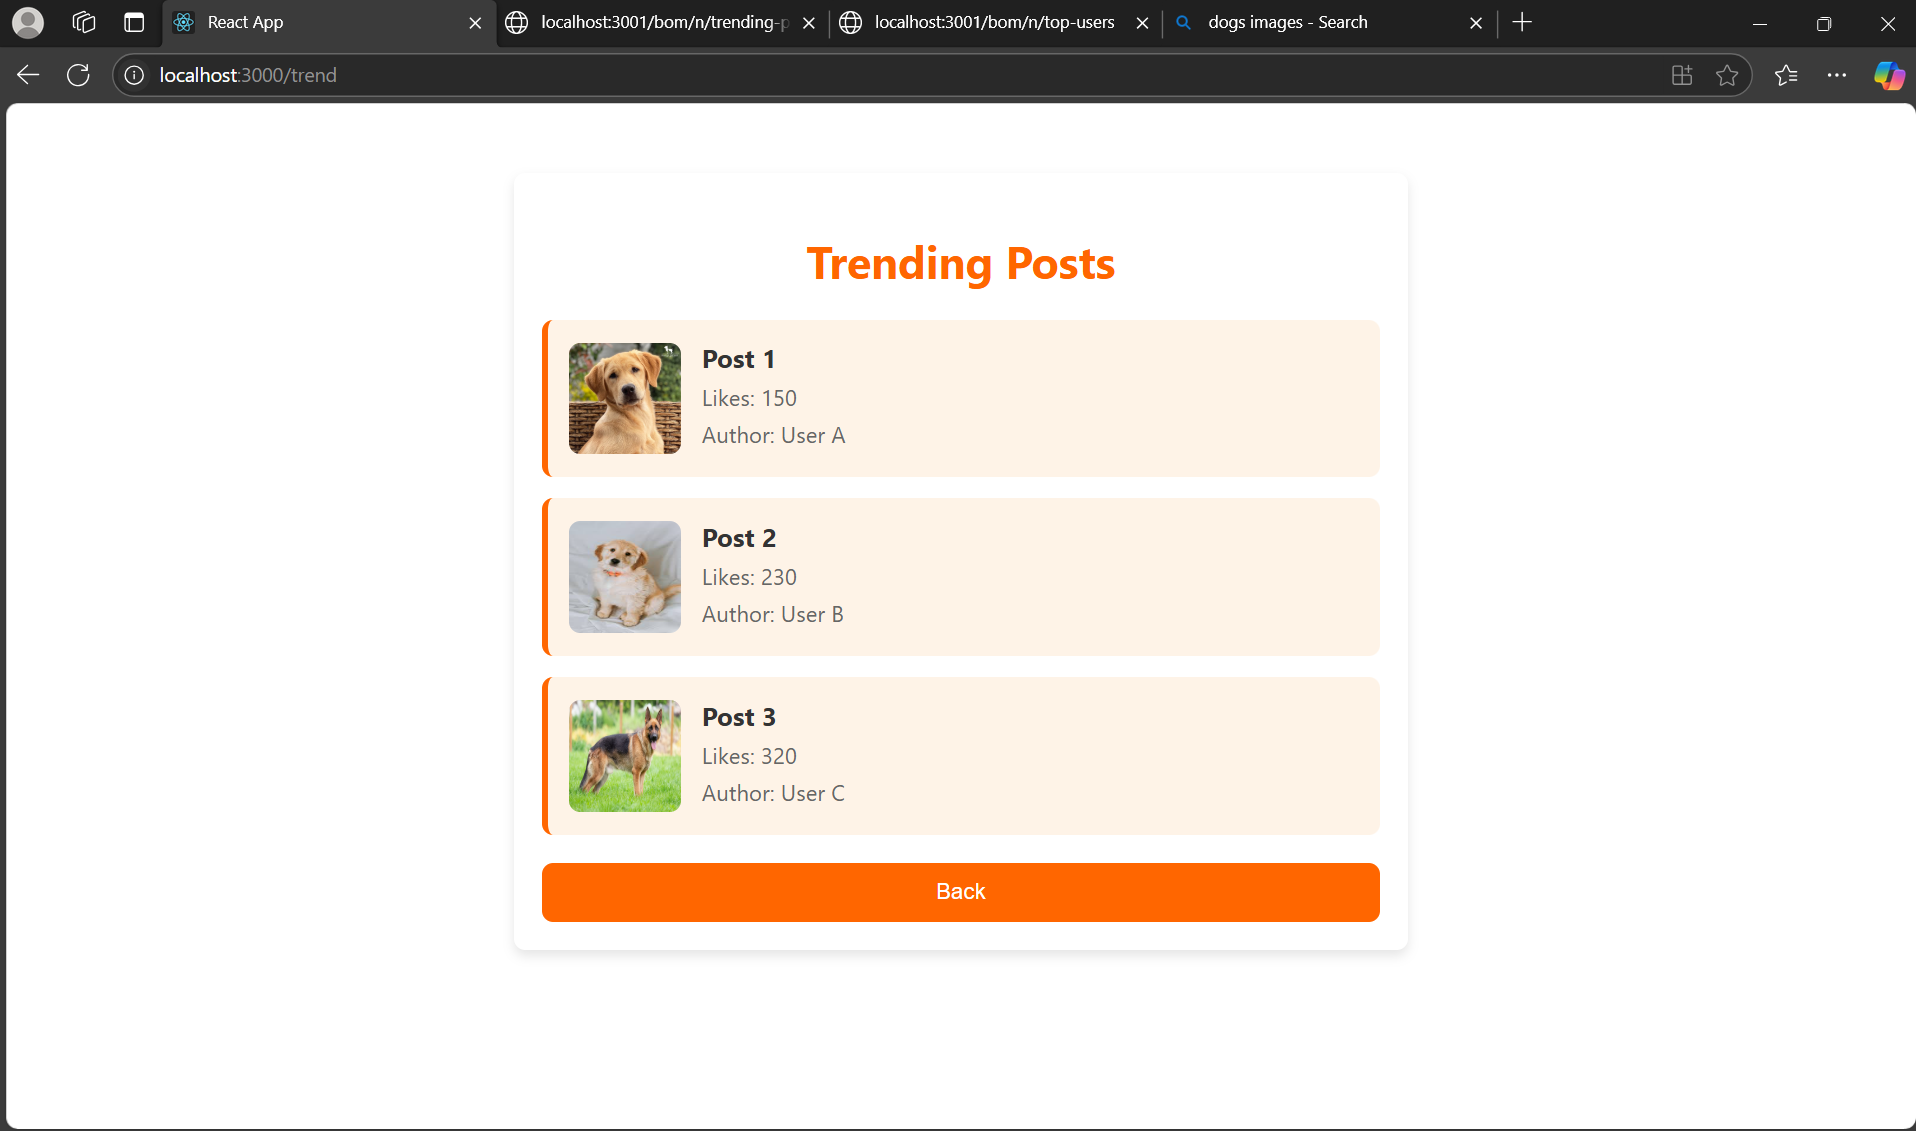 React App
localhost:3001/bom/n/trending-p
localhost:3001/bom/n/top-users
dogs images - Search
localhost:3000/trend
Trending Posts
Post 1
Likes: 150
Author: User A
Post 2
Likes: 230
Author: User B
Post 3
Likes: 320
Author: User C
Back